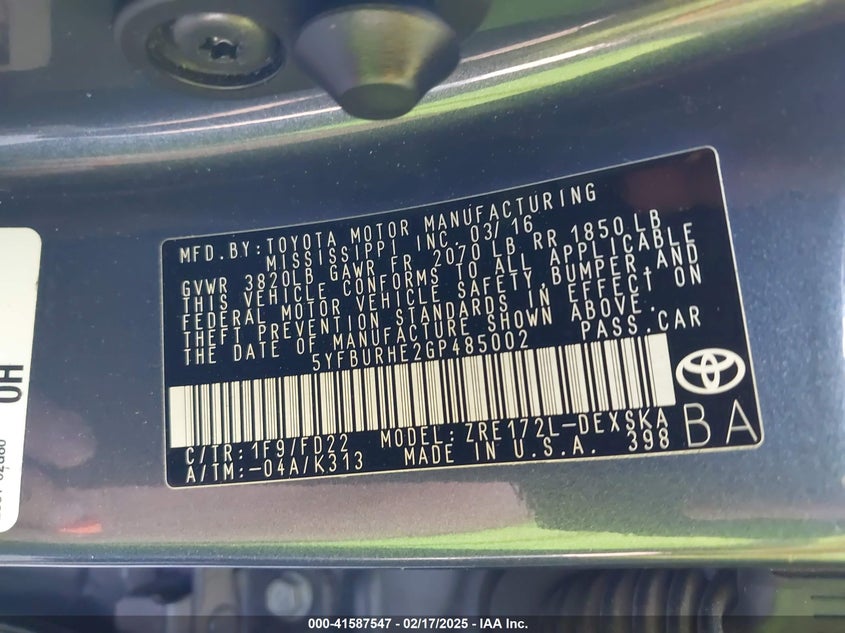 MFD.BY:TOYOTA MOTOR MANUFACTURING
MISSISSIPPI INC. 03/16
GVWR 3820LB GAWR FR 2070 LB RR 1850 LB
THIS VEHICLE CONFORMS TO ALL APPLICABLE
FEDERAL MOTOR VEHICLE SAFETY,BUMPER,AND
THEFT PREVENTION STANDARDS IN EFFECT ON
THE DATE OF MANUFACTURE SHOWN ABOVE.
5YFBURHE2GP485002 PASS.CAR
C/TR:1F9/FD22 MODEL:ZRE172L-DEXSKA
A/TM:-04A/K313 MADE IN U.S.A. 398
BA
OH
000-41587547 - 02/17/2025 - IAA Inc.